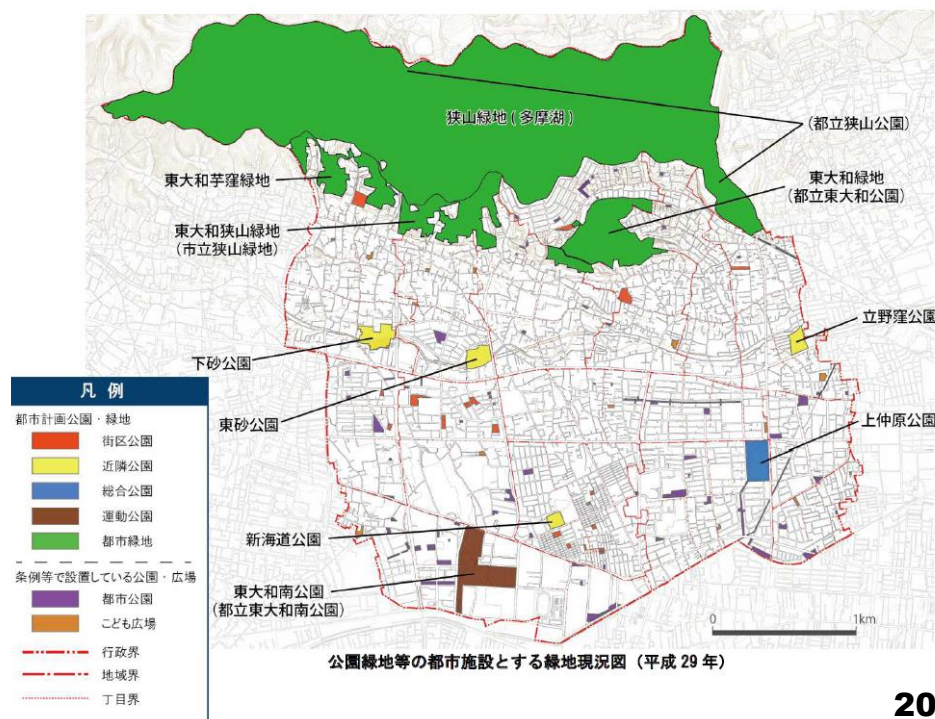 狭山緑地(多摩湖)
(都立狭山公園)
東大和芋窪緑地
東大和緑地
(都立東大和公園)
東大和狭山緑地
(市立狭山緑地)
立野窪公園
下砂公園
東砂公園
上仲原公園
新海道公園
東大和南公園
(都立東大和南公園)
凡例
都市計画公園・緑地
街区公園
近隣公園
総合公園
運動公園
都市緑地
条例等で設置している公園・広場
都市公園
こども広場
行政界
地域界
丁目界
0 1km
公園緑地等の都市施設とする緑地現況図(平成29年)
20